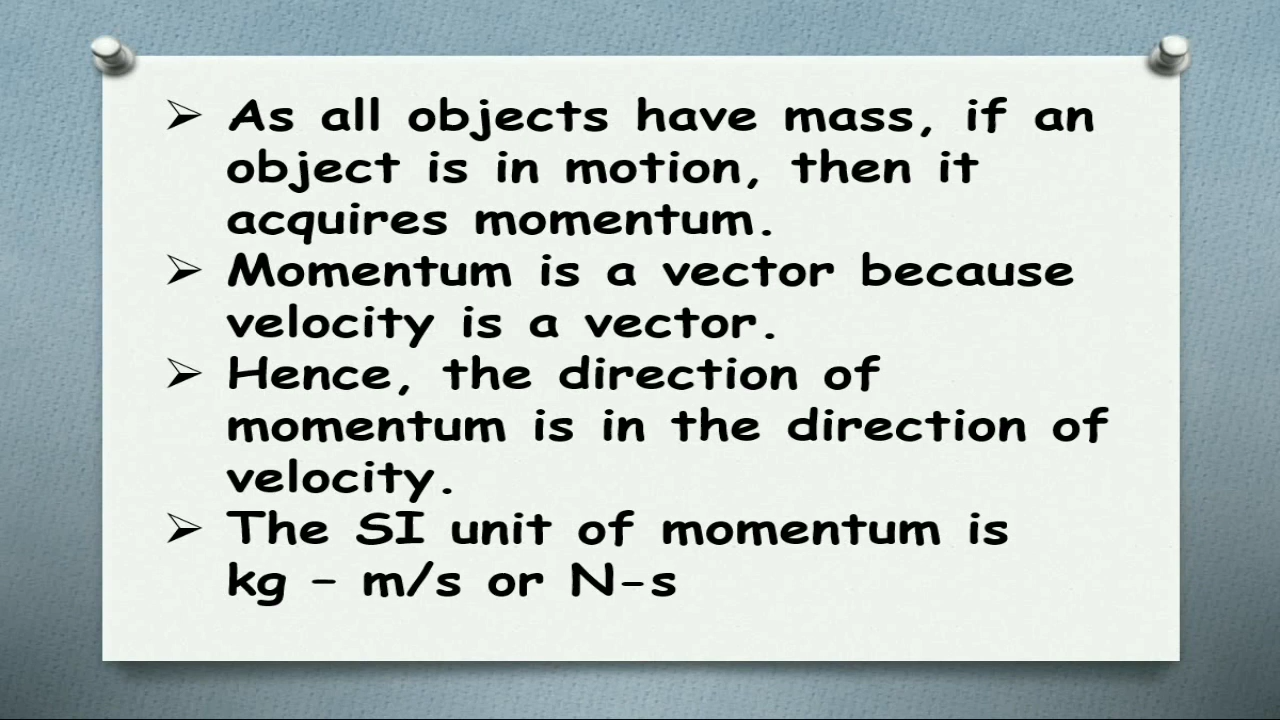 ➢ As all objects have mass, if an
object is in motion, then it
acquires momentum.
➢ Momentum is a vector because
velocity is a vector.
➢ Hence, the direction of
momentum is in the direction of
velocity.
➢ The SI unit of momentum is
kg – m/s or N-s